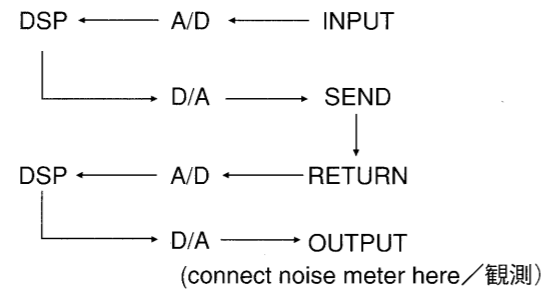 DSP A/D INPUT
D/A SEND
DSP A/D RETURN
D/A OUTPUT
(connect noise meter here／観測)